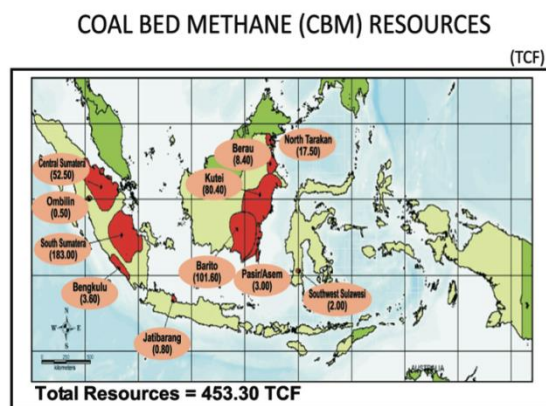 COAL BED METHANE (CBM) RESOURCES
(TCF)
North Tarakan
(17.50)
Berau
(8.40)
Central Sumatera
(52.50)
Kutei
(80.40)
Ombilin
(0.50)
South Sumatera
(183.00)
Barito
(101.60)
Pasir/Asem
(3.00)
Bengkulu
(3.60)
Southwest Sulawesi
(2.00)
Jatibarang
(0.80)
N
W E
S
kilometers
AUSTRALIA
Total Resources = 453.30 TCF